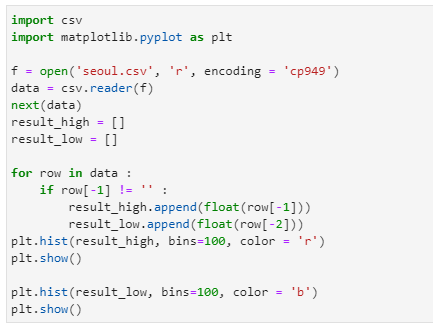 import csv
import matplotlib.pyplot as plt

f = open('seoul.csv', 'r', encoding = 'cp949')
data = csv.reader(f)
next(data)
result_high = []
result_low = []

for row in data :
    if row[-1] != '' :
        result_high.append(float(row[-1]))
        result_low.append(float(row[-2]))
plt.hist(result_high, bins=100, color = 'r')
plt.show()

plt.hist(result_low, bins=100, color = 'b')
plt.show()